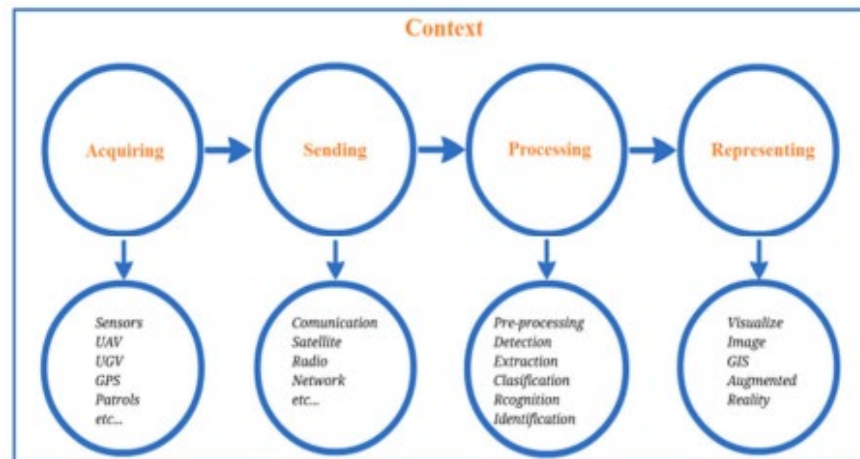 Context
Acquiring
Sending
Processing
Representing
Sensors
UAV
UGV
GPS
Patrols
etc...
Comunication
Satellite
Radio
Network
etc...
Pre-processing
Detection
Extraction
Clasification
Rcognition
Identification
Visualize
Image
GIS
Augmented
Reality